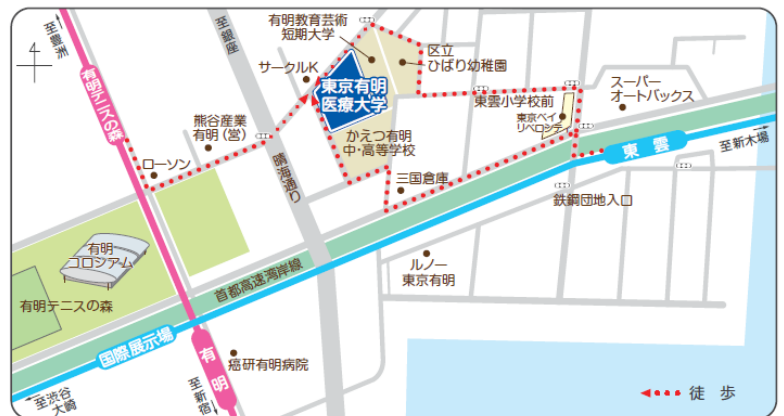 至豊洲
有明テニスの森
至銀座
有明教育芸術
短期大学
サークルK
区立
ひばり幼稚園
東京有明
医療大学
かえつ有明
中・高等学校
熊谷産業
有明（営）
ローソン
晴海通り
三国倉庫
東雲小学校前
東京ベイ
リベロシティ
スーパー
オートバックス
東雲
至新木場
鉄鋼団地入口
有明
コロシアム
有明テニスの森
首都高速湾岸線
ルノー
東京有明
国際展示場
有明
癌研有明病院
至渋谷
大崎
至新宿
徒歩